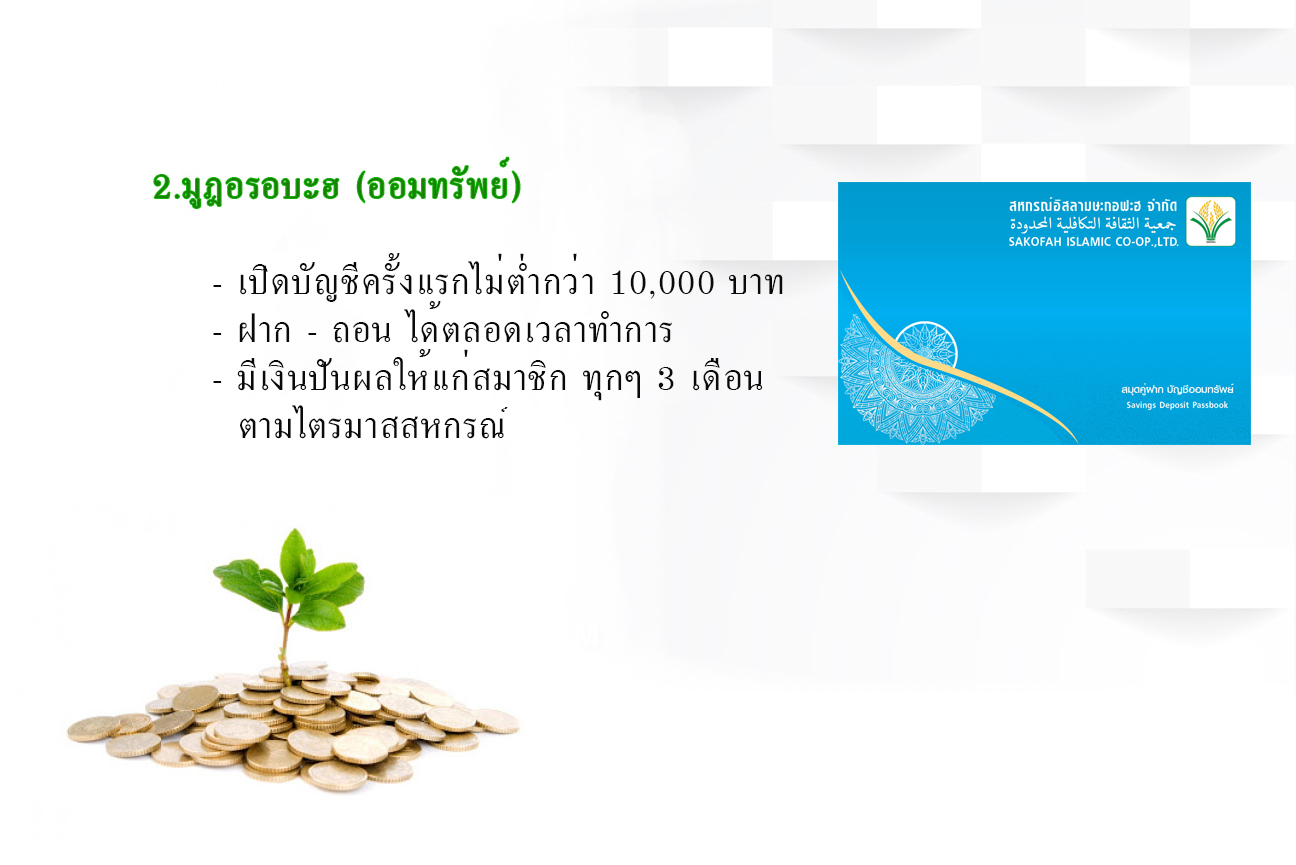 2.มูฎอรอบะฮ (ออมทรัพย์)
- เปิดบัญชีครั้งแรกไม่ต่ำกว่า 10,000 บาท
- ฝาก - ถอน ได้ตลอดเวลาทำการ
- มีเงินปันผลให้แก่สมาชิก ทุกๆ 3 เดือน
ตามไตรมาสสหกรณ์
สหกรณ์อิสลามษะกอฟะฮ จำกัด
جمعية الثقافة التكافلية المحدودة
SAKOFAH ISLAMIC CO-OP.,LTD.
สมุดคู่ฝาก บัญชีออมทรัพย์
Savings Deposit Passbook